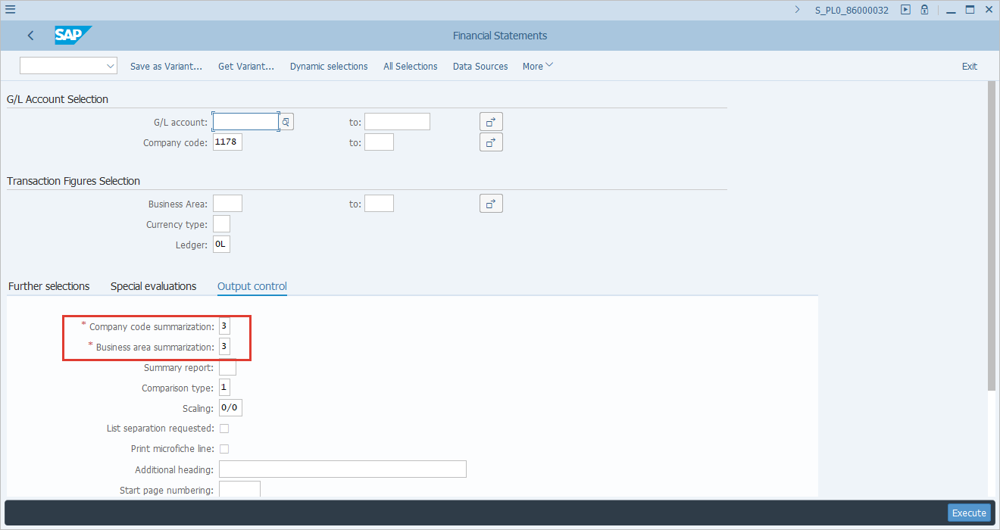 S_PL0_86000032
SAP Financial Statements
Save as Variant... Get Variant... Dynamic selections All Selections Data Sources More Exit
G/L Account Selection
G/L account: to:
Company code: 1178 to:
Transaction Figures Selection
Business Area: to:
Currency type:
Ledger: 0L
Further selections Special evaluations Output control
* Company code summarization: 3
* Business area summarization: 3
Summary report:
Comparison type: 1
Scaling: 0/0
List separation requested:
Print microfiche line:
Additional heading:
Start page numbering:
Execute